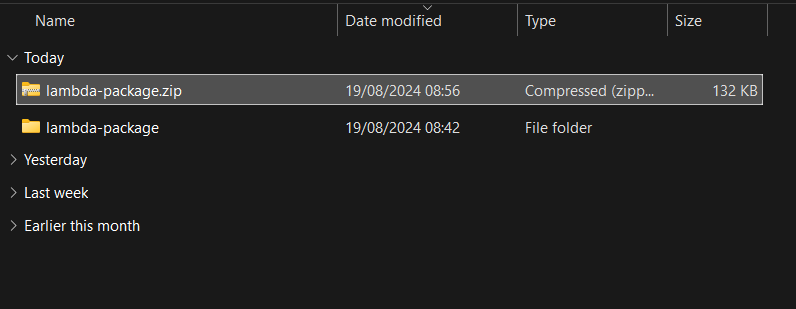 Name Date modified Type Size
Today
lambda-package.zip 19/08/2024 08:56 Compressed (zipp... 132 KB
lambda-package 19/08/2024 08:42 File folder
Yesterday
Last week
Earlier this month